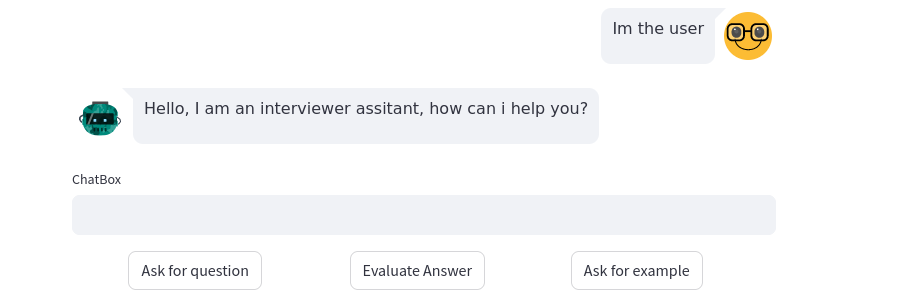 Im the user
Hello, I am an interviewer assitant, how can i help you?
ChatBox
Ask for question
Evaluate Answer
Ask for example